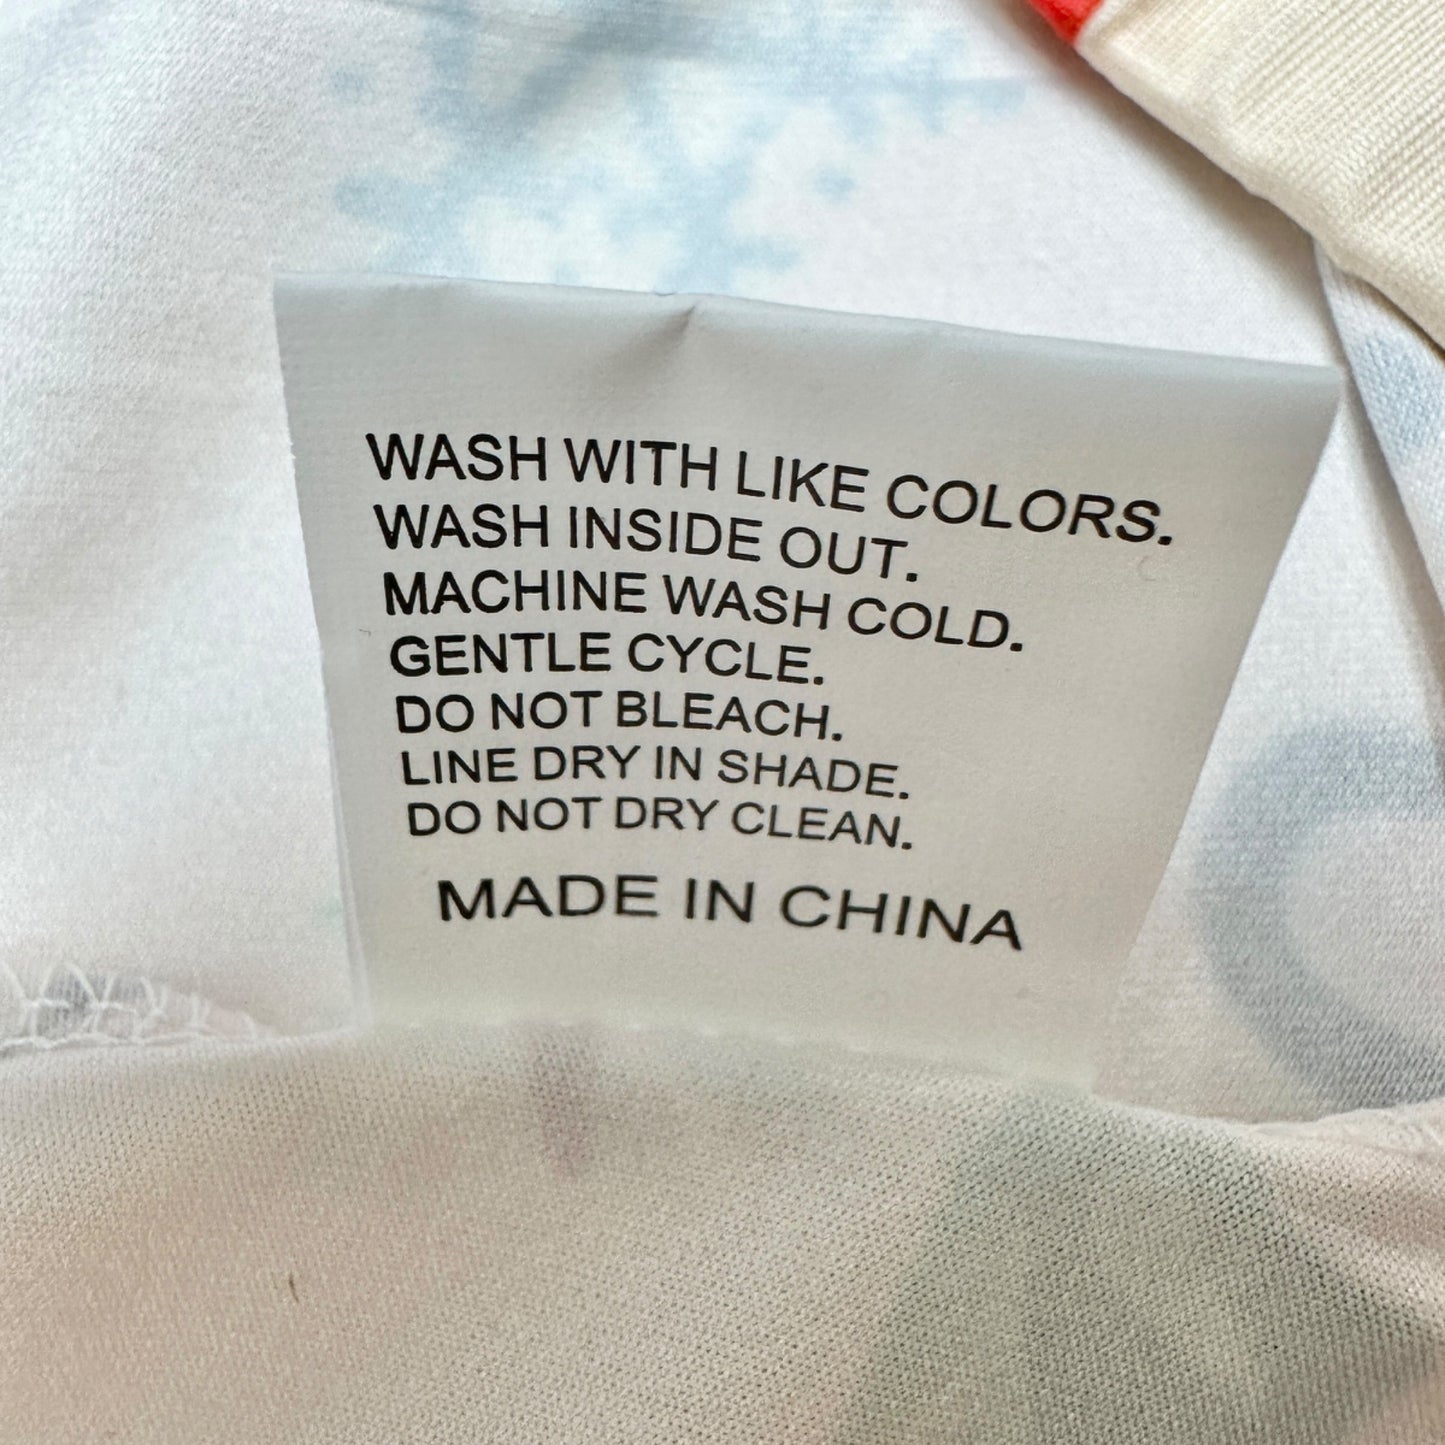 WASH WITH LIKE COLORS.
WASH INSIDE OUT.
MACHINE WASH COLD.
GENTLE CYCLE.
DO NOT BLEACH.
LINE DRY IN SHADE.
DO NOT DRY CLEAN.
MADE IN CHINA